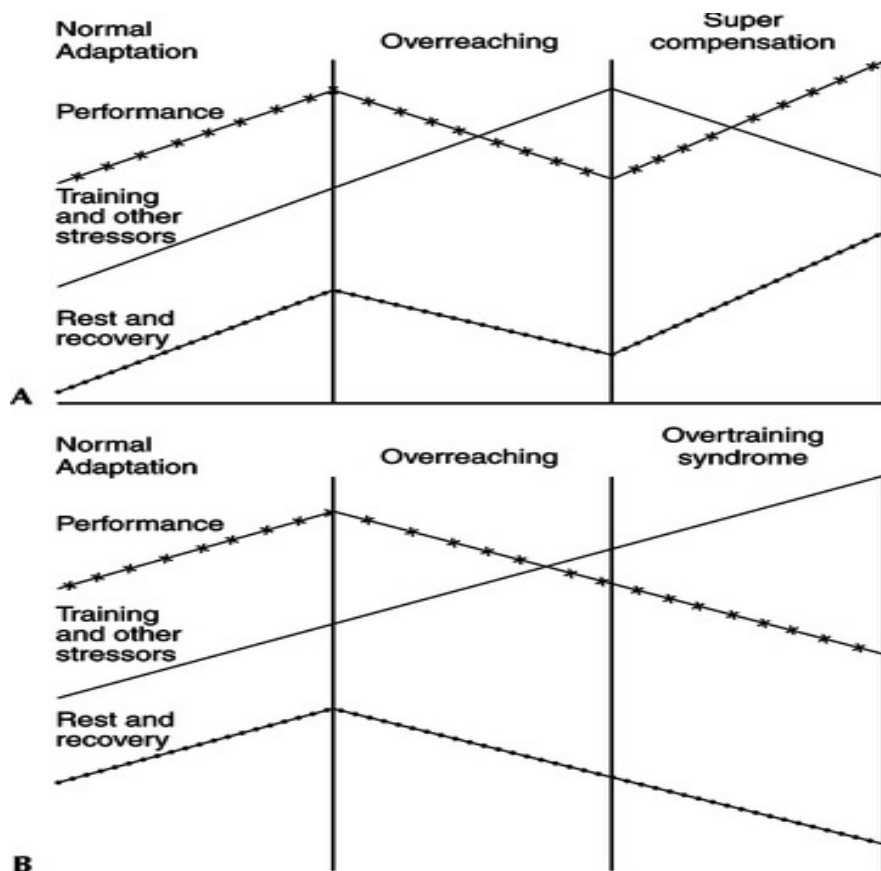 Normal
Adaptation
Overreaching
Super
compensation
Performance
Training
and other
stressors
Rest and
recovery
A
Normal
Adaptation
Overreaching
Overtraining
syndrome
Performance
Training
and other
stressors
Rest and
recovery
B